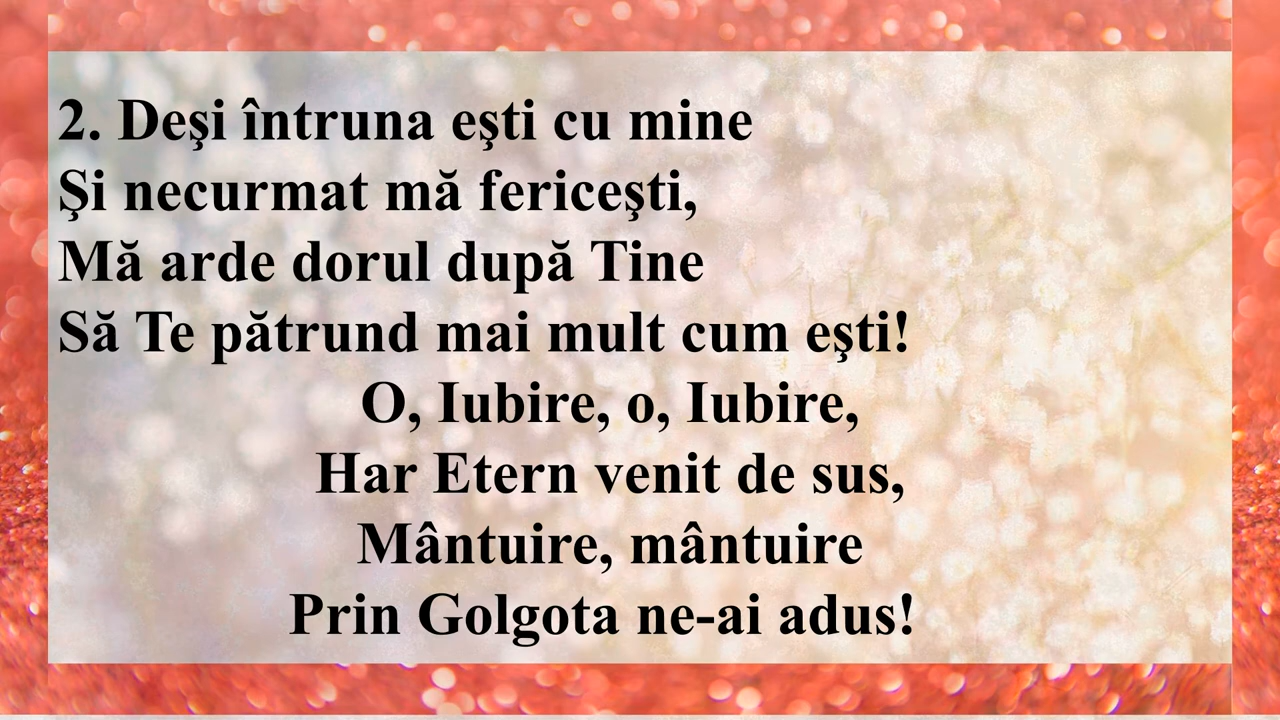 2. Deşi întruna eşti cu mine
Şi necurmat mă fericeşti,
Mă arde dorul după Tine
Să Te pătrund mai mult cum eşti!
O, Iubire, o, Iubire,
Har Etern venit de sus,
Mântuire, mântuire
Prin Golgota ne-ai adus!